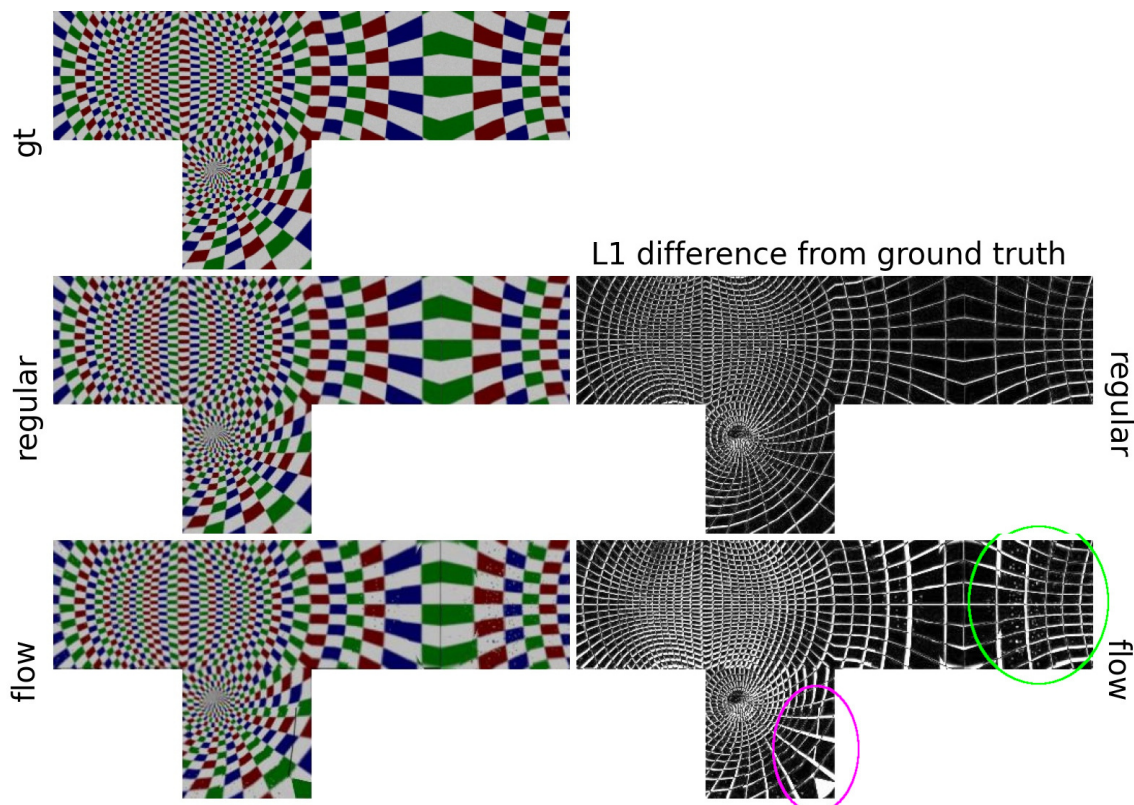 gt
L1 difference from ground truth
regular
regular
flow
flow